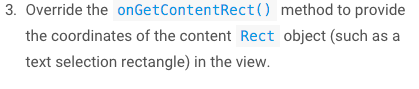 3. Override the onGetContentRect() method to provide
the coordinates of the content Rect object (such as a
text selection rectangle) in the view.